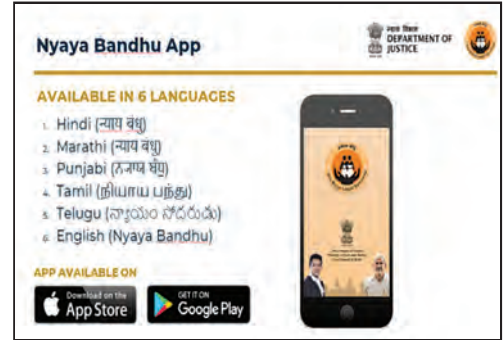 Nyaya Bandhu App
न्याय विभाग
DEPARTMENT OF
JUSTICE
AVAILABLE IN 6 LANGUAGES
1. Hindi (न्याय बंधु)
2. Marathi (न्याय बंधु)
3. Punjabi
4. Tamil (நியாய பந்து)
5. Telugu (న్యాయం సోదరుడు)
6. English (Nyaya Bandhu)
APP AVAILABLE ON
Download on the
App Store
GET IT ON
Google Play